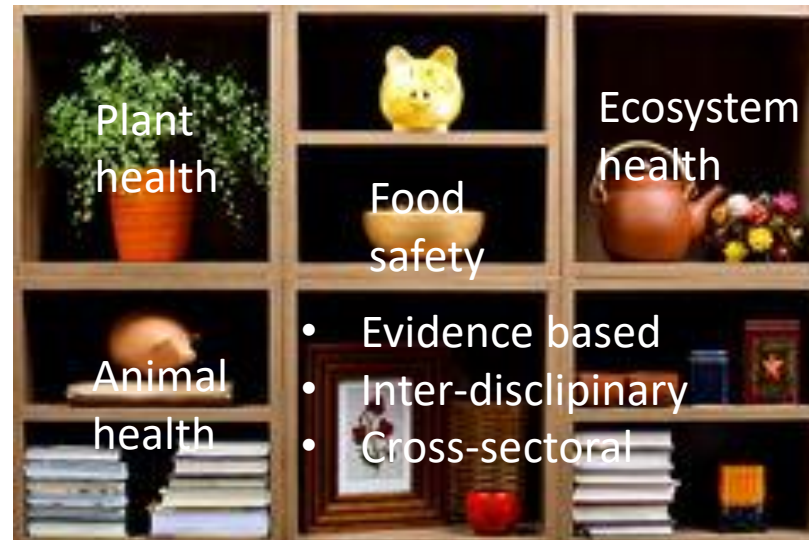 Plant
health
Food
safety
Ecosystem
health
Animal
health
• Evidence based
• Inter-disclipinary
• Cross-sectoral